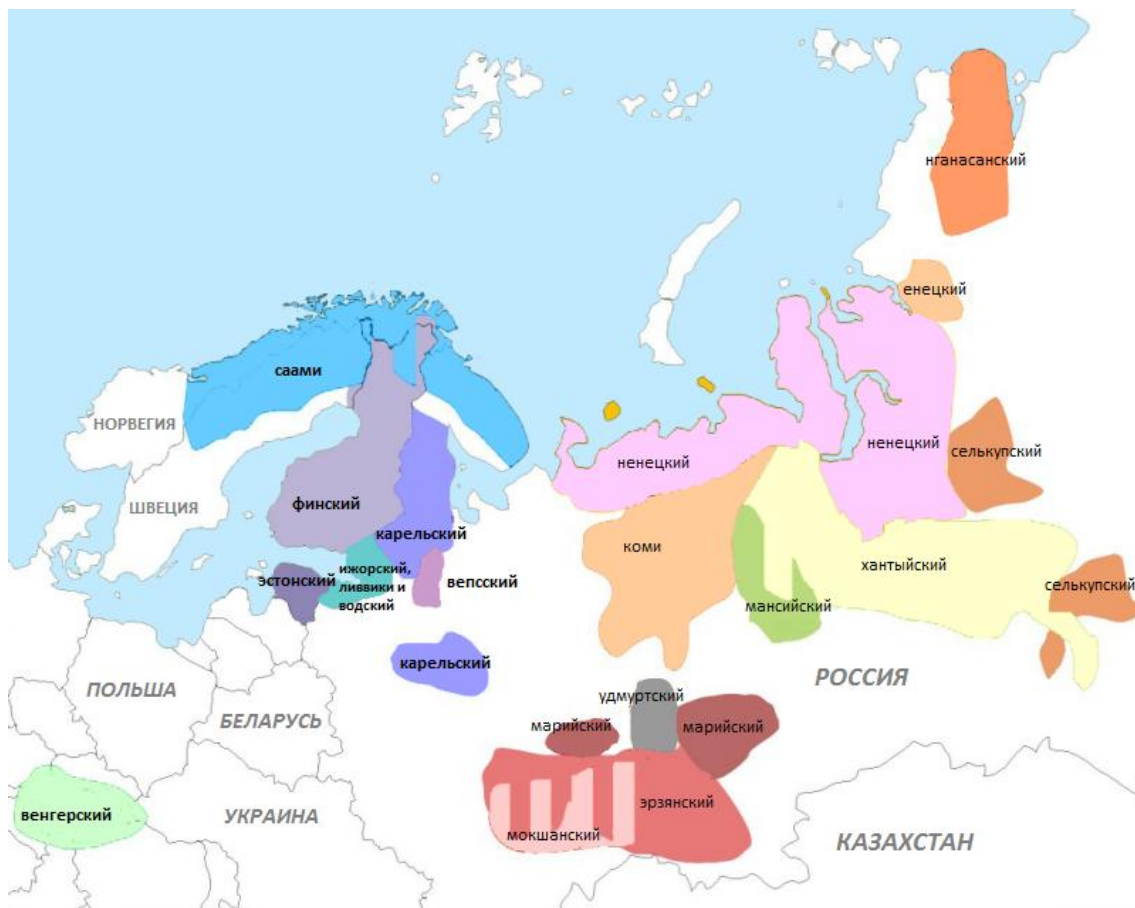 нганасанский
енецкий
саами
НОРВЕГИЯ
ненецкий
селькупский
ненецкий
финский
ШВЕЦИЯ
карельский
коми
хантыйский
эстонский
ижорский,
ливвики и
водский
вепсский
мансийский
селькупский
карельский
РОССИЯ
ПОЛЬША
удмуртский
БЕЛАРУСЬ
марийский
марийский
эрзянский
венгерский
УКРАИНА
мокшанский
КАЗАХСТАН